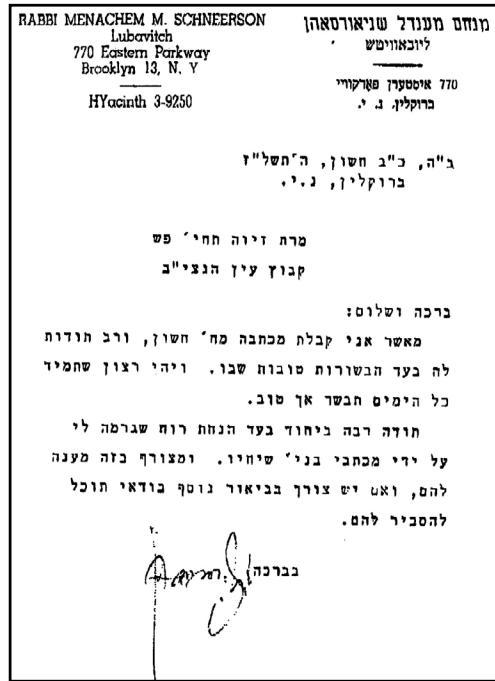 RABBI MENACHEM M. SCHNEERSON
Lubavitch
770 Eastern Parkway
Brooklyn 13, N. Y
HYacinth 3-9250
מנחם מענדל שניאורסאהן
ליובאוויטש
770 איסטערן פארקוויי
ברוקלין, נ. י.
ב"ה, כ"ב חשון, ה'תשל"ז
ברוקלין, נ.י.
מרת זיוה תחי' פש
קבוץ עין הנצי"ב
ברכה ושלום:
מאשר אני קבלת מכתבה מח' חשון, ורב תודות
לה בעד הבשורות טובות שבו. ויהי רצון שתמיד
כל הימים תבשר אך טוב.
תודה רבה ביחוד בעד הנחת רוח שגרמה לי
על ידי מכתבי בני' שיחיו. ומצורף בזה מענה
להם, ואם יש צורך בביאור נוסף בודאי תוכל
להסביר להם.
בברכה